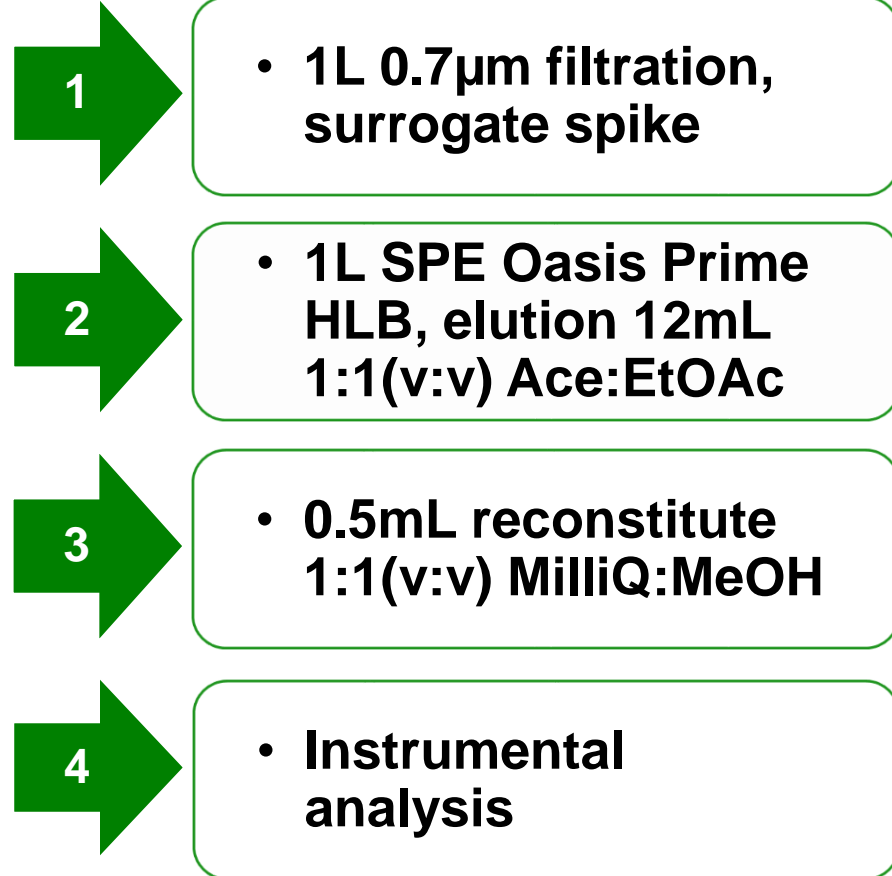 1
• 1L 0.7µm filtration,
surrogate spike
2
• 1L SPE Oasis Prime
HLB, elution 12mL
1:1(v:v) Ace:EtOAc
3
• 0.5mL reconstitute
1:1(v:v) MilliQ:MeOH
4
• Instrumental
analysis